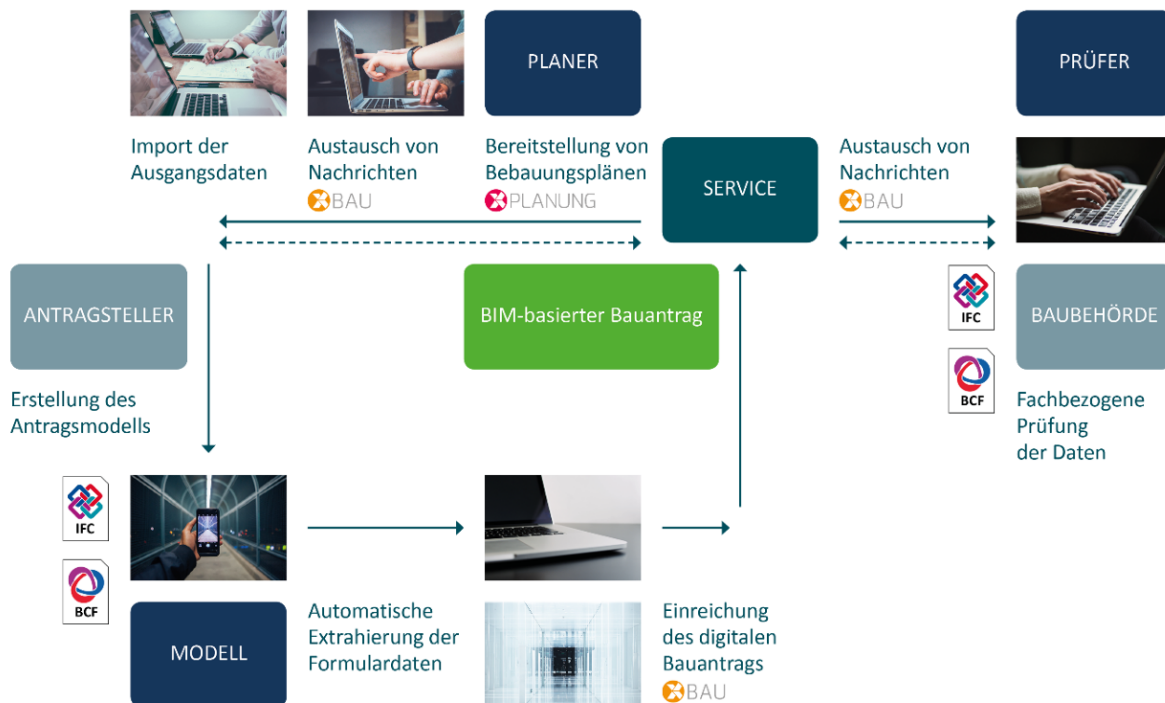 PLANER
PRÜFER
Import der
Ausgangsdaten
Austausch von
Nachrichten
XBAU
Bereitstellung von
Bebauungsplänen
XPLANUNG
SERVICE
Austausch von
Nachrichten
XBAU
ANTRAGSTELLER
BIM-basierter Bauantrag
IFC
BCF
BAUBEHÖRDE
Erstellung des
Antragsmodells
Fachbezogene
Prüfung
der Daten
IFC
BCF
MODELL
Automatische
Extrahierung der
Formulardaten
Einreichung
des digitalen
Bauantrags
XBAU